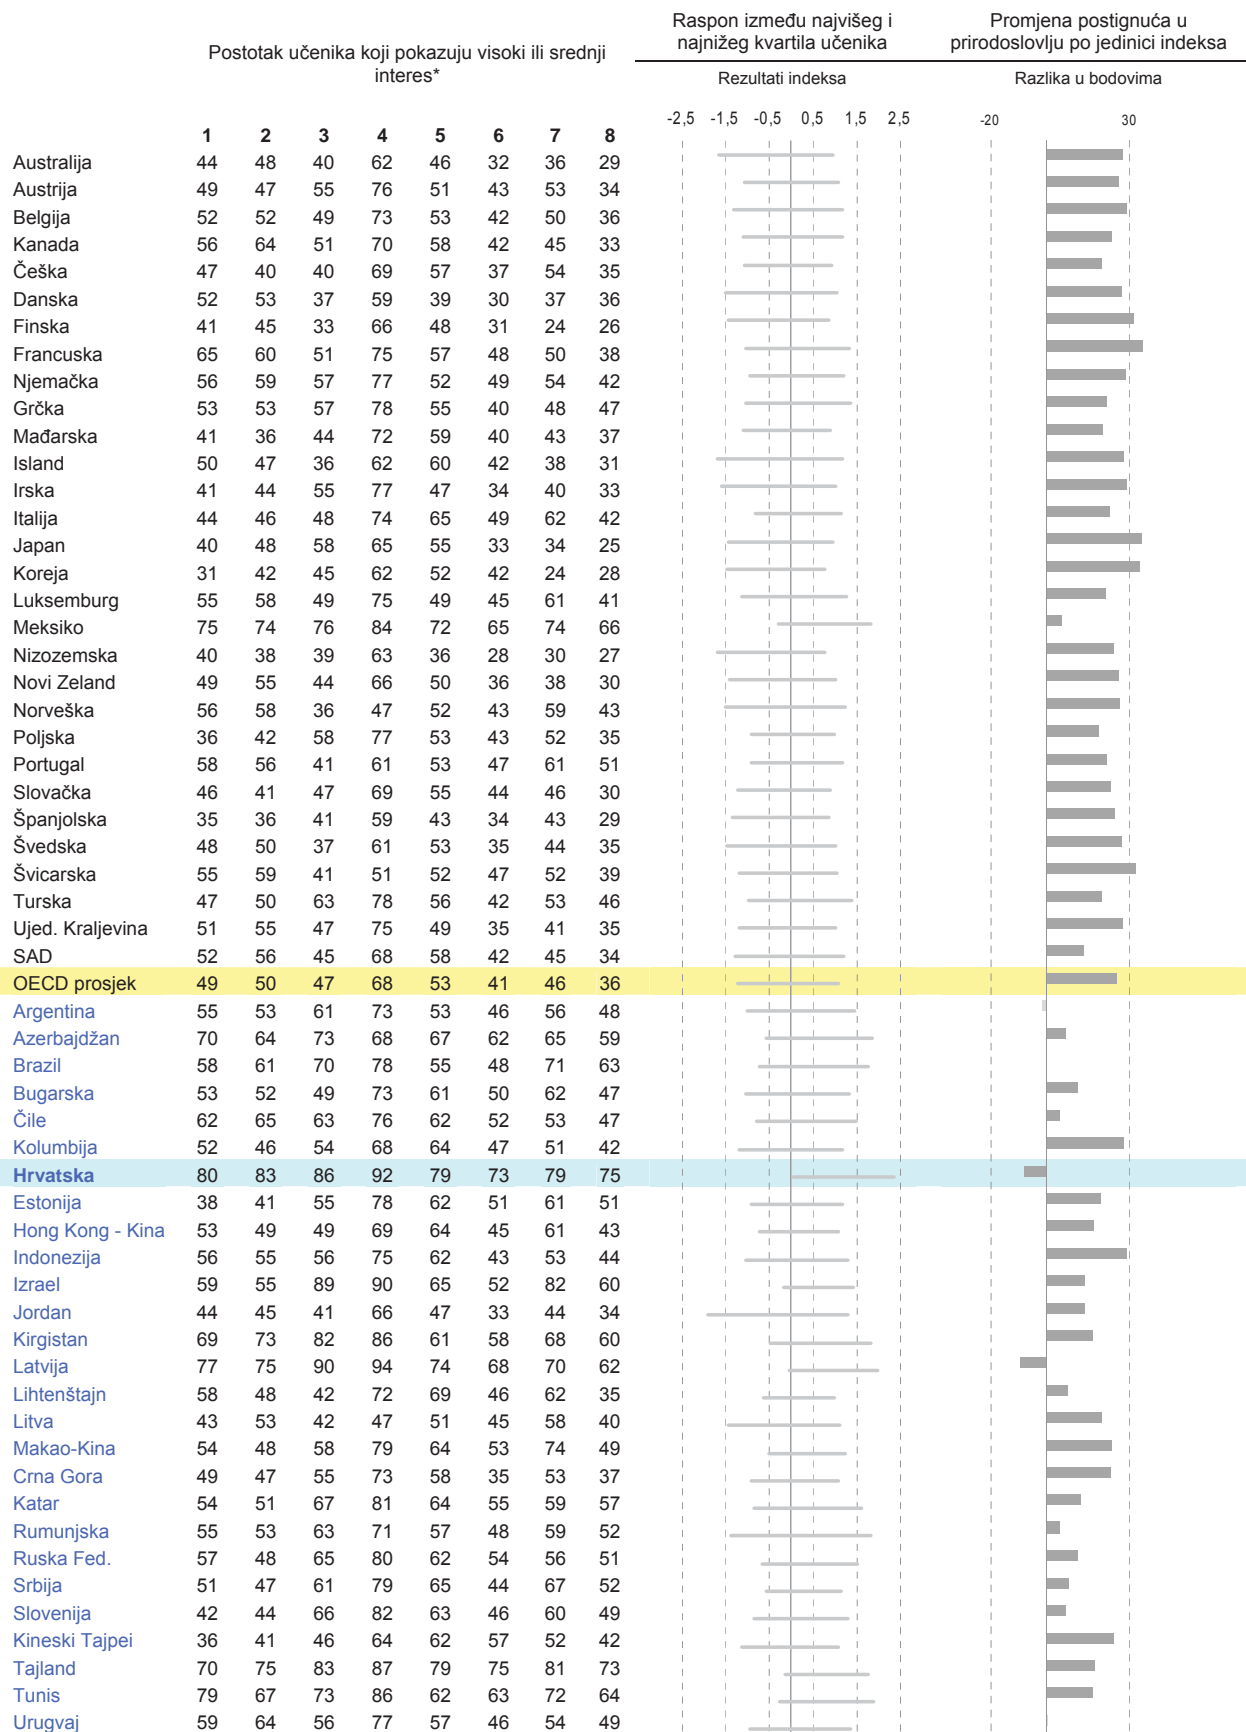 Postotak učenika koji pokazuju visoki ili srednji
interes*
Raspon između najvišeg i
najnižeg kvartila učenika
Rezultati indeksa
Promjena postignuća u
prirodoslovlju po jedinici indeksa
Razlika u bodovima
1 2 3 4 5 6 7 8
-2,5 -1,5 -0,5 0,5 1,5 2,5
-20 30
Australija 44 48 40 62 46 32 36 29
Austrija 49 47 55 76 51 43 53 34
Belgija 52 52 49 73 53 42 50 36
Kanada 56 64 51 70 58 42 45 33
Češka 47 40 40 69 57 37 54 35
Danska 52 53 37 59 39 30 37 36
Finska 41 45 33 66 48 31 24 26
Francuska 65 60 51 75 57 48 50 38
Njemačka 56 59 57 77 52 49 54 42
Grčka 53 53 57 78 55 40 48 47
Mađarska 41 36 44 72 59 40 43 37
Island 50 47 36 62 60 42 38 31
Irska 41 44 55 77 47 34 40 33
Italija 44 46 48 74 65 49 62 42
Japan 40 48 58 65 55 33 34 25
Koreja 31 42 45 62 52 42 24 28
Luksemburg 55 58 49 75 49 45 61 41
Meksiko 75 74 76 84 72 65 74 66
Nizozemska 40 38 39 63 36 28 30 27
Novi Zeland 49 55 44 66 50 36 38 30
Norveška 56 58 36 47 52 43 59 43
Poljska 36 42 58 77 53 43 52 35
Portugal 58 56 41 61 53 47 61 51
Slovačka 46 41 47 69 55 44 46 30
Španjolska 35 36 41 59 43 34 43 29
Švedska 48 50 37 61 53 35 44 35
Švicarska 55 59 41 51 52 47 52 39
Turska 47 50 63 78 56 42 53 46
Ujed. Kraljevina 51 55 47 75 49 35 41 35
SAD 52 56 45 68 58 42 45 34
OECD prosjek 49 50 47 68 53 41 46 36
Argentina 55 53 61 73 53 46 56 48
Azerbajdžan 70 64 73 68 67 62 65 59
Brazil 58 61 70 78 55 48 71 63
Bugarska 53 52 49 73 61 50 62 47
Čile 62 65 63 76 62 52 53 47
Kolumbija 52 46 54 68 64 47 51 42
Hrvatska 80 83 86 92 79 73 79 75
Estonija 38 41 55 78 62 51 61 51
Hong Kong - Kina 53 49 49 69 64 45 61 43
Indonezija 56 55 56 75 62 43 53 44
Izrael 59 55 89 90 65 52 82 60
Jordan 44 45 41 66 47 33 44 34
Kirgistan 69 73 82 86 61 58 68 60
Latvija 77 75 90 94 74 68 70 62
Lihtenštajn 58 48 42 72 69 46 62 35
Litva 43 53 42 47 51 45 58 40
Makao-Kina 54 48 58 79 64 53 74 49
Crna Gora 49 47 55 73 58 35 53 37
Katar 54 51 67 81 64 55 59 57
Rumunjska 55 53 63 71 57 48 59 52
Ruska Fed. 57 48 65 80 62 54 56 51
Srbija 51 47 61 79 65 44 67 52
Slovenija 42 44 66 82 63 46 60 49
Kineski Tajpei 36 41 46 64 62 57 52 42
Tajland 70 75 83 87 79 75 81 73
Tunis 79 67 73 86 62 63 72 64
Urugvaj 59 64 56 77 57 46 54 49